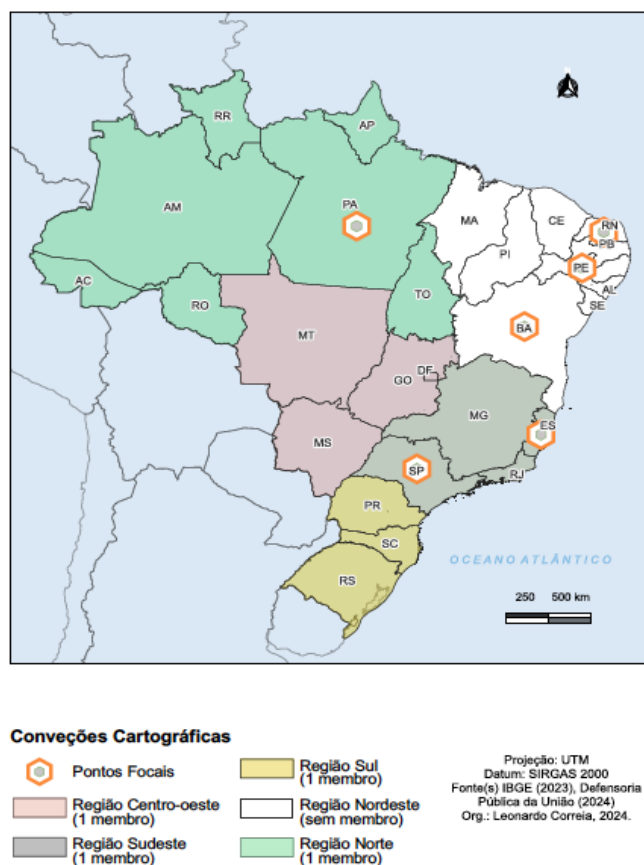 RR
AP
AM
PA
MA
CE
RN
PB
PI
PE
AL
SE
AC
RO
TO
BA
MT
DF
GO
MG
ES
MS
SP
RJ
PR
SC
RS
OCEANO ATLÂNTICO
250 500 km
Conveções Cartográficas
Pontos Focais
Região Sul
(1 membro)
Região Centro-oeste
(1 membro)
Região Nordeste
(sem membro)
Região Sudeste
(1 membro)
Região Norte
(1 membro)
Projeção: UTM
Datum: SIRGAS 2000
Fonte(s) IBGE (2023), Defensoria
Pública da União (2024)
Org.: Leonardo Correia, 2024.